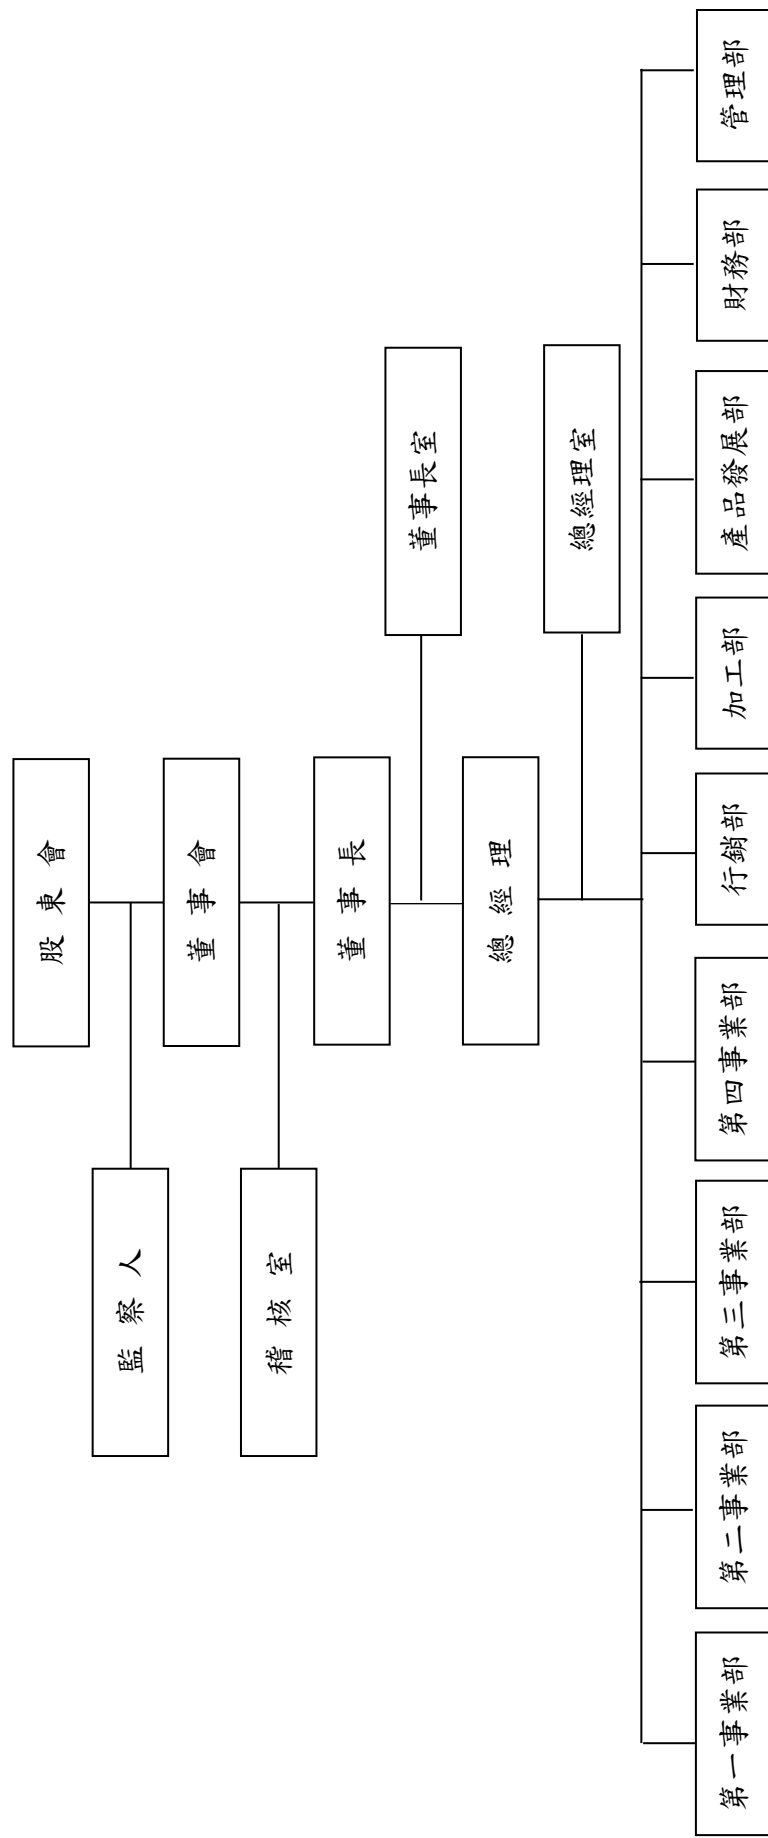 股東會
監察人
董事會
稽核室
董事長
董事長室
總經理
總經理室
第一事業部
第二事業部
第三事業部
第四事業部
行銷部
加工部
產品發展部
財務部
管理部